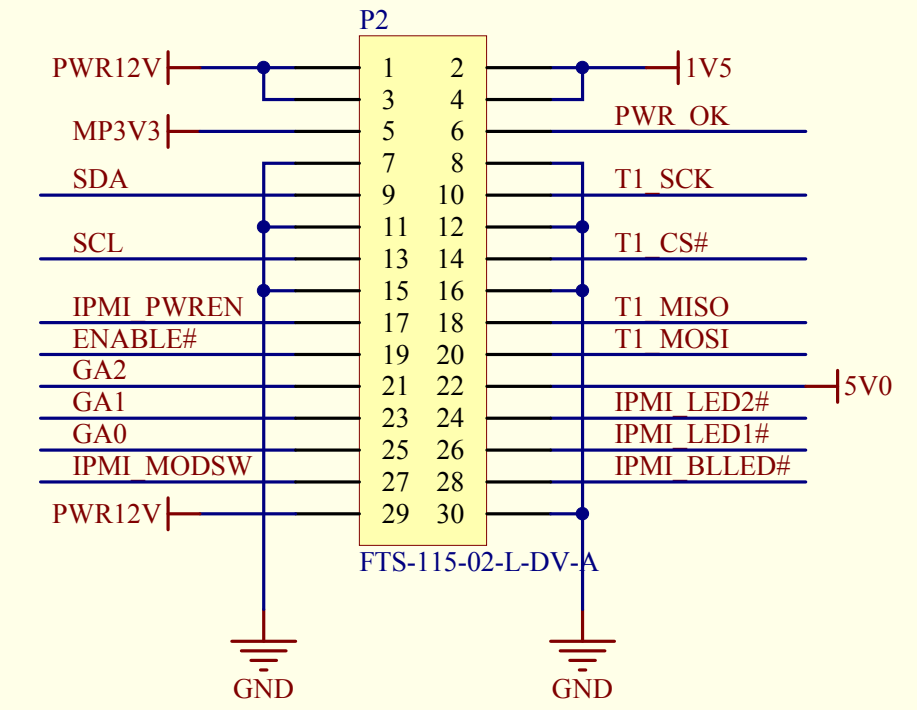 P2
PWR12V 1 2 1V5
3 4
MP3V3 5 6 PWR_OK
7 8
SDA 9 10 T1_SCK
11 12
SCL 13 14 T1_CS#
15 16
IPMI_PWREN 17 18 T1_MISO
ENABLE# 19 20 T1_MOSI
GA2 21 22 5V0
GA1 23 24 IPMI_LED2#
GA0 25 26 IPMI_LED1#
IPMI_MODSW 27 28 IPMI_BLLED#
PWR12V 29 30
FTS-115-02-L-DV-A
GND GND